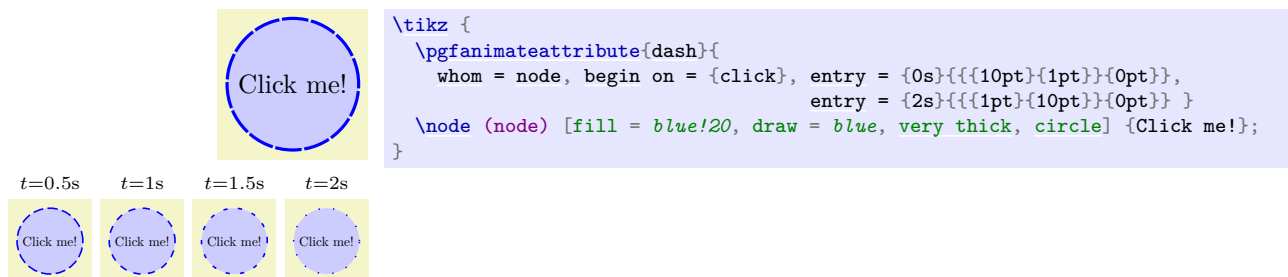 Click me!
\tikz {
\pgfanimateattribute{dash}{
whom = node, begin on = {click}, entry = {0s}{{{10pt}{1pt}}{0pt}},
entry = {2s}{{{1pt}{10pt}}{0pt}} }
\node (node) [fill = blue!20, draw = blue, very thick, circle] {Click me!};
}
t=0.5s t=1s t=1.5s t=2s
Click me! Click me! Click me! Click me!